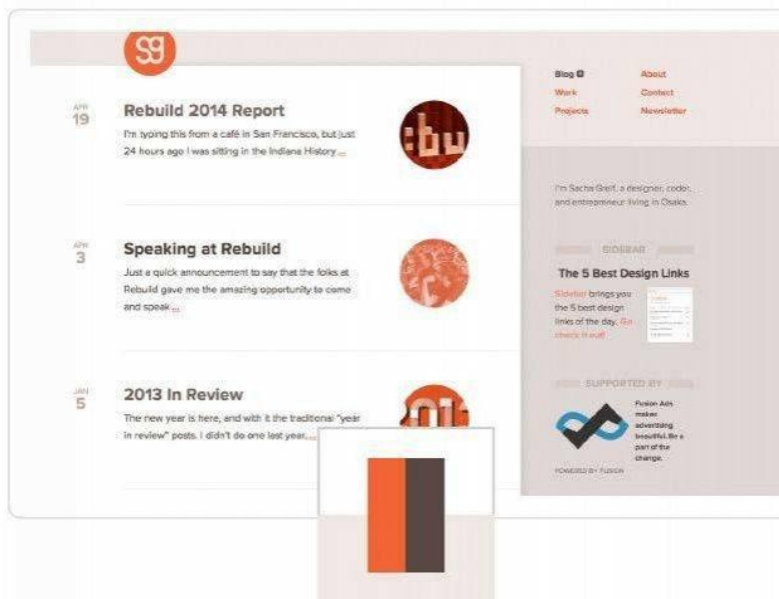 Sg
APR
19
Rebuild 2014 Report
I'm typing this from a café in San Francisco, but just
24 hours ago I was sitting in the Indiana History ...
:bu
APR
3
Speaking at Rebuild
Just a quick announcement to say that the folks at
Rebuild gave me the amazing opportunity to come
and speak ...
JAN
5
2013 In Review
The new year is here, and with it the traditional "year
in review" posts. I didn't do one last year....
Blog
About
Work
Contact
Projects
Newsletter
I'm Sacha Greif, a designer, coder,
and entrepreneur living in Osaka.
SIDEBAR
The 5 Best Design Links
Sidebar brings you
the 5 best design
links of the day. Go
check it out!
SUPPORTED BY
Fusion Ads
makes
advertising
beautiful. Be a
part of the
change.
POWERED BY FUSION